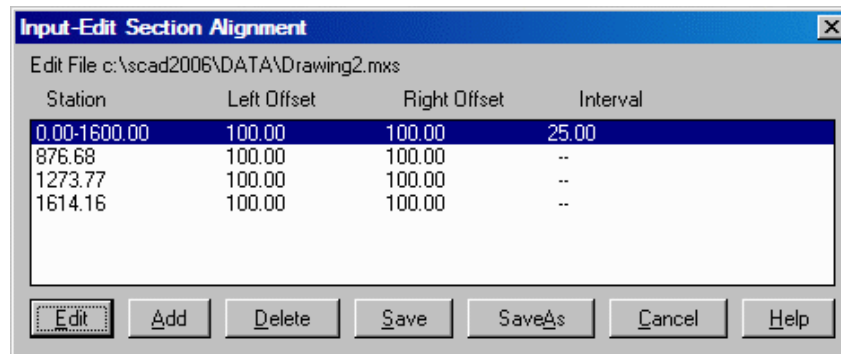 Input-Edit Section Alignment
Edit File c:\scad2006\DATA\Drawing2.mxs
Station Left Offset Right Offset Interval
0.00-1600.00 100.00 100.00 25.00
876.68 100.00 100.00 --
1273.77 100.00 100.00 --
1614.16 100.00 100.00 --
Edit Add Delete Save SaveAs Cancel Help